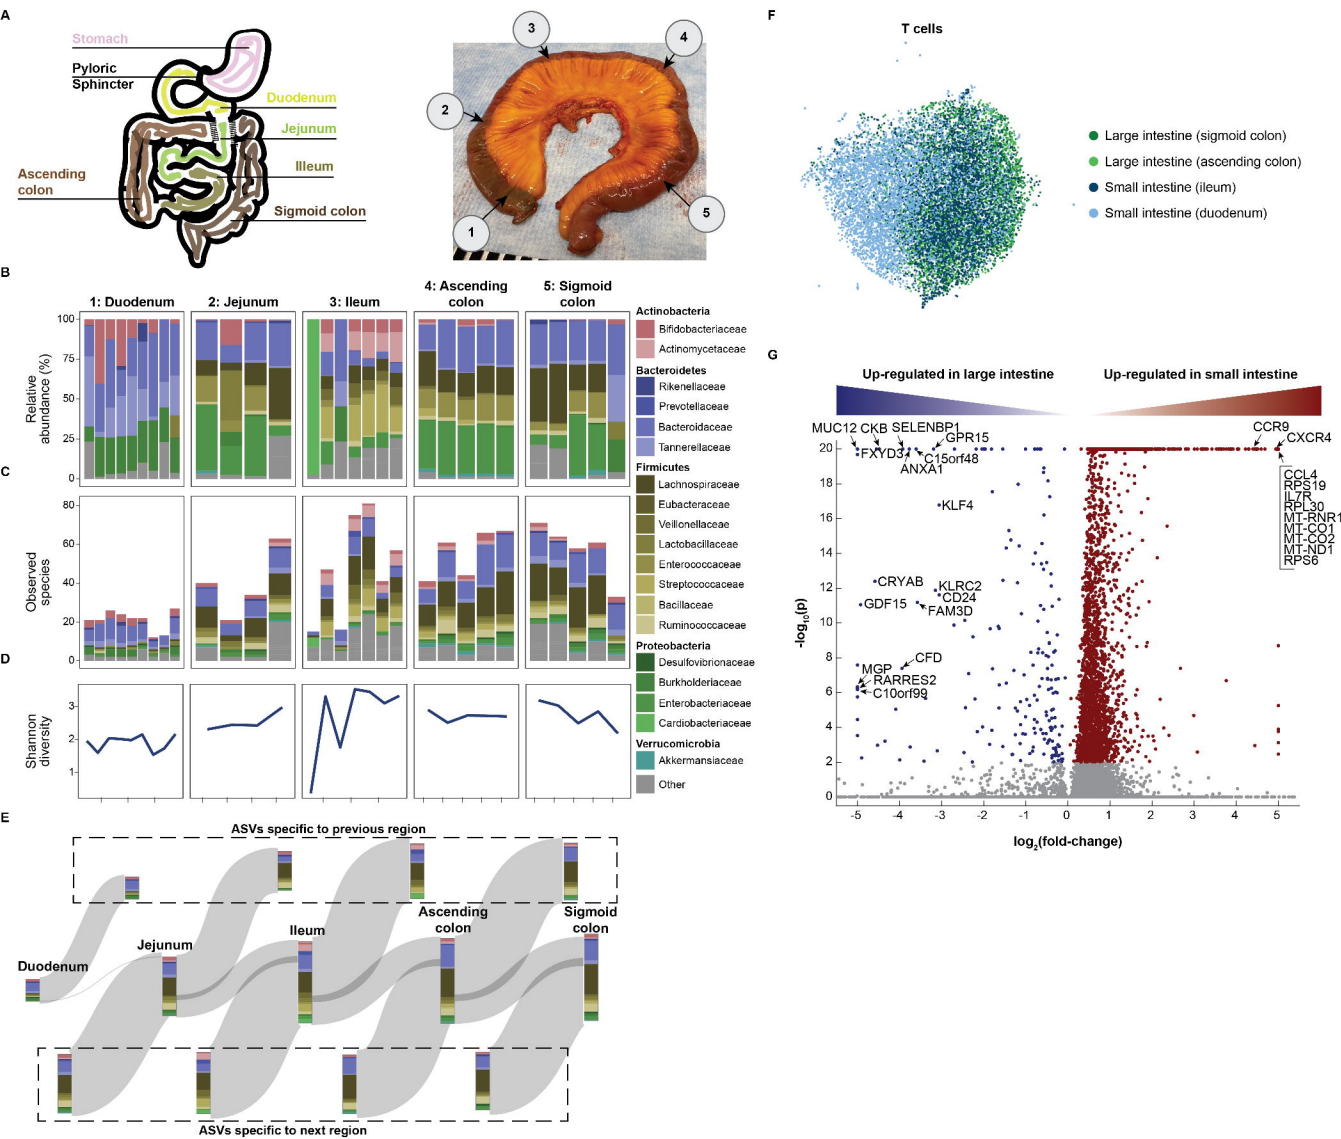 A
Stomach
Pyloric
Sphincter
Duodenum
Jejunum
Illeum
Ascending
colon
Sigmoid colon
1
2
3
4
5
B
1: Duodenum
2: Jejunum
3: Ileum
4: Ascending
colon
5: Sigmoid
colon
Relative
abundance (%)
100
75
50
25
0
C
Observed
species
80
60
40
20
0
D
Shannon
diversity
3
2
1
Actinobacteria
Bifidobacteriaceae
Actinomycetaceae
Bacteroidetes
Rikenellaceae
Prevotellaceae
Bacteroidaceae
Tannerellaceae
Firmicutes
Lachnospiraceae
Eubacteraceae
Veillonellaceae
Lactobacillaceae
Enterococcaceae
Streptococcaceae
Bacillaceae
Ruminococcaceae
Proteobacteria
Desulfovibrionaceae
Burkholderiaceae
Enterobacteriaceae
Cardiobacteriaceae
Verrucomicrobia
Akkermansiaceae
Other
E
ASVs specific to previous region
Duodenum
Jejunum
Ileum
Ascending
colon
Sigmoid
colon
ASVs specific to next region
F
T cells
Large intestine (sigmoid colon)
Large intestine (ascending colon)
Small intestine (ileum)
Small intestine (duodenum)
G
Up-regulated in large intestine
Up-regulated in small intestine
MUC12 CKB SELENBP1
GPR15
FXYD3
C15orf48
ANXA1
KLF4
CRYAB
KLRC2
CD24
GDF15
FAM3D
CFD
MGP
RARRES2
C10orf99
CCR9
CXCR4
CCL4
RPS19
IL7R
RPL30
MT-RNR1
MT-CO1
MT-CO2
MT-ND1
RPS6
-log10(p)
20
18
16
14
12
10
8
6
4
2
0
-5 -4 -3 -2 -1 0 1 2 3 4 5
log2(fold-change)